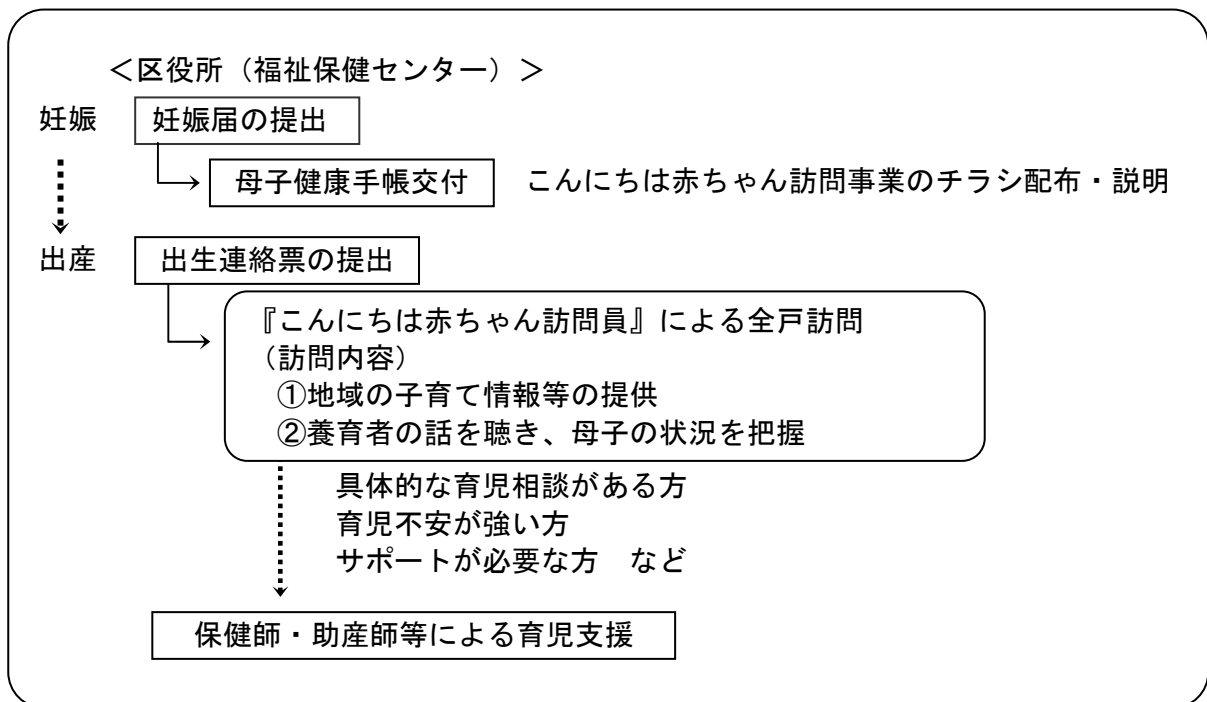 ＜区役所（福祉保健センター）＞
妊娠 妊娠届の提出
母子健康手帳交付 こんにちは赤ちゃん訪問事業のチラシ配布・説明
出産 出生連絡票の提出
『こんにちは赤ちゃん訪問員』による全戸訪問
（訪問内容）
①地域の子育て情報等の提供
②養育者の話を聴き、母子の状況を把握
具体的な育児相談がある方
育児不安が強い方
サポートが必要な方　など
保健師・助産師等による育児支援